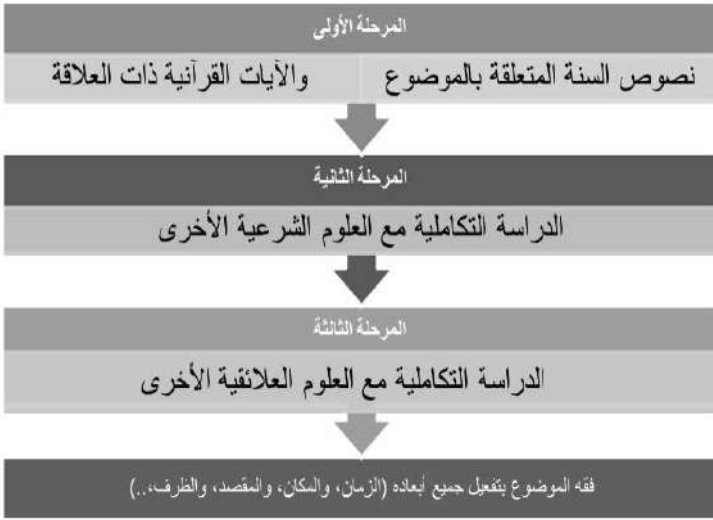 المرحلة الأولى
نصوص السنة المتعلقة بالموضوع والآيات القرآنية ذات العلاقة
المرحلة الثانية
الدراسة التكاملية مع العلوم الشرعية الأخرى
المرحلة الثالثة
الدراسة التكاملية مع العلوم العلائقية الأخرى
فقه الموضوع بتفعيل جميع أبعاده (الزمان، والمكان، والمقصد، والظرف،..)